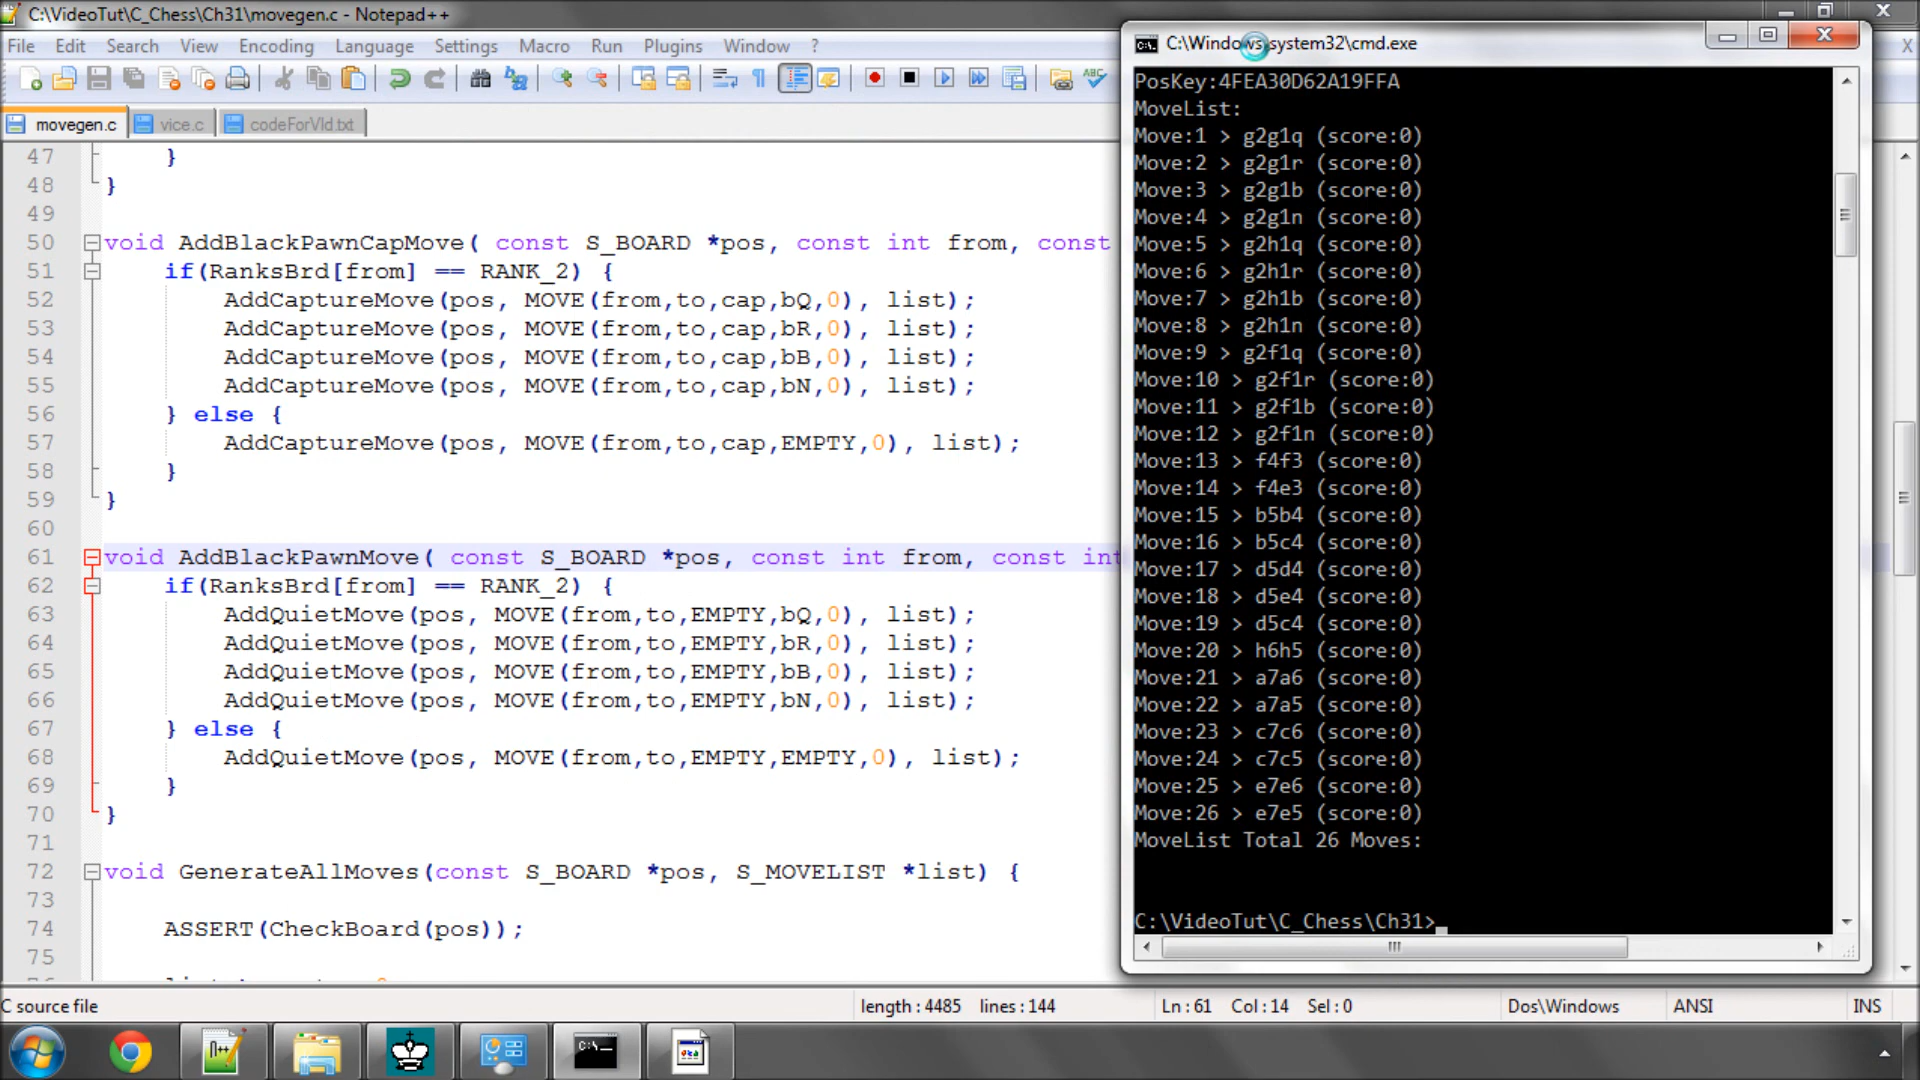 C:\VideoTut\C_Chess\Ch31\movegen.c - Notepad++
File Edit Search View Encoding Language Settings Macro Run Plugins Window ?
movegen.c vice.c codeForVid.txt
47 }
48 }
49
50 void AddBlackPawnCapMove( const S_BOARD *pos, const int from, const
51 if(RanksBrd[from] == RANK_2) {
52 AddCaptureMove(pos, MOVE(from,to,cap,bQ,0), list);
53 AddCaptureMove(pos, MOVE(from,to,cap,bR,0), list);
54 AddCaptureMove(pos, MOVE(from,to,cap,bB,0), list);
55 AddCaptureMove(pos, MOVE(from,to,cap,bN,0), list);
56 } else {
57 AddCaptureMove(pos, MOVE(from,to,cap,EMPTY,0), list);
58 }
59 }
60
61 void AddBlackPawnMove( const S_BOARD *pos, const int from, const int
62 if(RanksBrd[from] == RANK_2) {
63 AddQuietMove(pos, MOVE(from,to,EMPTY,bQ,0), list);
64 AddQuietMove(pos, MOVE(from,to,EMPTY,bR,0), list);
65 AddQuietMove(pos, MOVE(from,to,EMPTY,bB,0), list);
66 AddQuietMove(pos, MOVE(from,to,EMPTY,bN,0), list);
67 } else {
68 AddQuietMove(pos, MOVE(from,to,EMPTY,EMPTY,0), list);
69 }
70 }
71
72 void GenerateAllMoves(const S_BOARD *pos, S_MOVELIST *list) {
73
74 ASSERT(CheckBoard(pos));
75
C:\Windows\system32\cmd.exe
PosKey:4FEA30D62A19FFA
MoveList:
Move:1 > g2g1q (score:0)
Move:2 > g2g1r (score:0)
Move:3 > g2g1b (score:0)
Move:4 > g2g1n (score:0)
Move:5 > g2h1q (score:0)
Move:6 > g2h1r (score:0)
Move:7 > g2h1b (score:0)
Move:8 > g2h1n (score:0)
Move:9 > g2f1q (score:0)
Move:10 > g2f1r (score:0)
Move:11 > g2f1b (score:0)
Move:12 > g2f1n (score:0)
Move:13 > f4f3 (score:0)
Move:14 > f4e3 (score:0)
Move:15 > b5b4 (score:0)
Move:16 > b5c4 (score:0)
Move:17 > d5d4 (score:0)
Move:18 > d5e4 (score:0)
Move:19 > d5c4 (score:0)
Move:20 > h6h5 (score:0)
Move:21 > a7a6 (score:0)
Move:22 > a7a5 (score:0)
Move:23 > c7c6 (score:0)
Move:24 > c7c5 (score:0)
Move:25 > e7e6 (score:0)
Move:26 > e7e5 (score:0)
MoveList Total 26 Moves:
C:\VideoTut\C_Chess\Ch31>_
C source file length : 4485 lines : 144 Ln : 61 Col : 14 Sel : 0 Dos\Windows ANSI INS